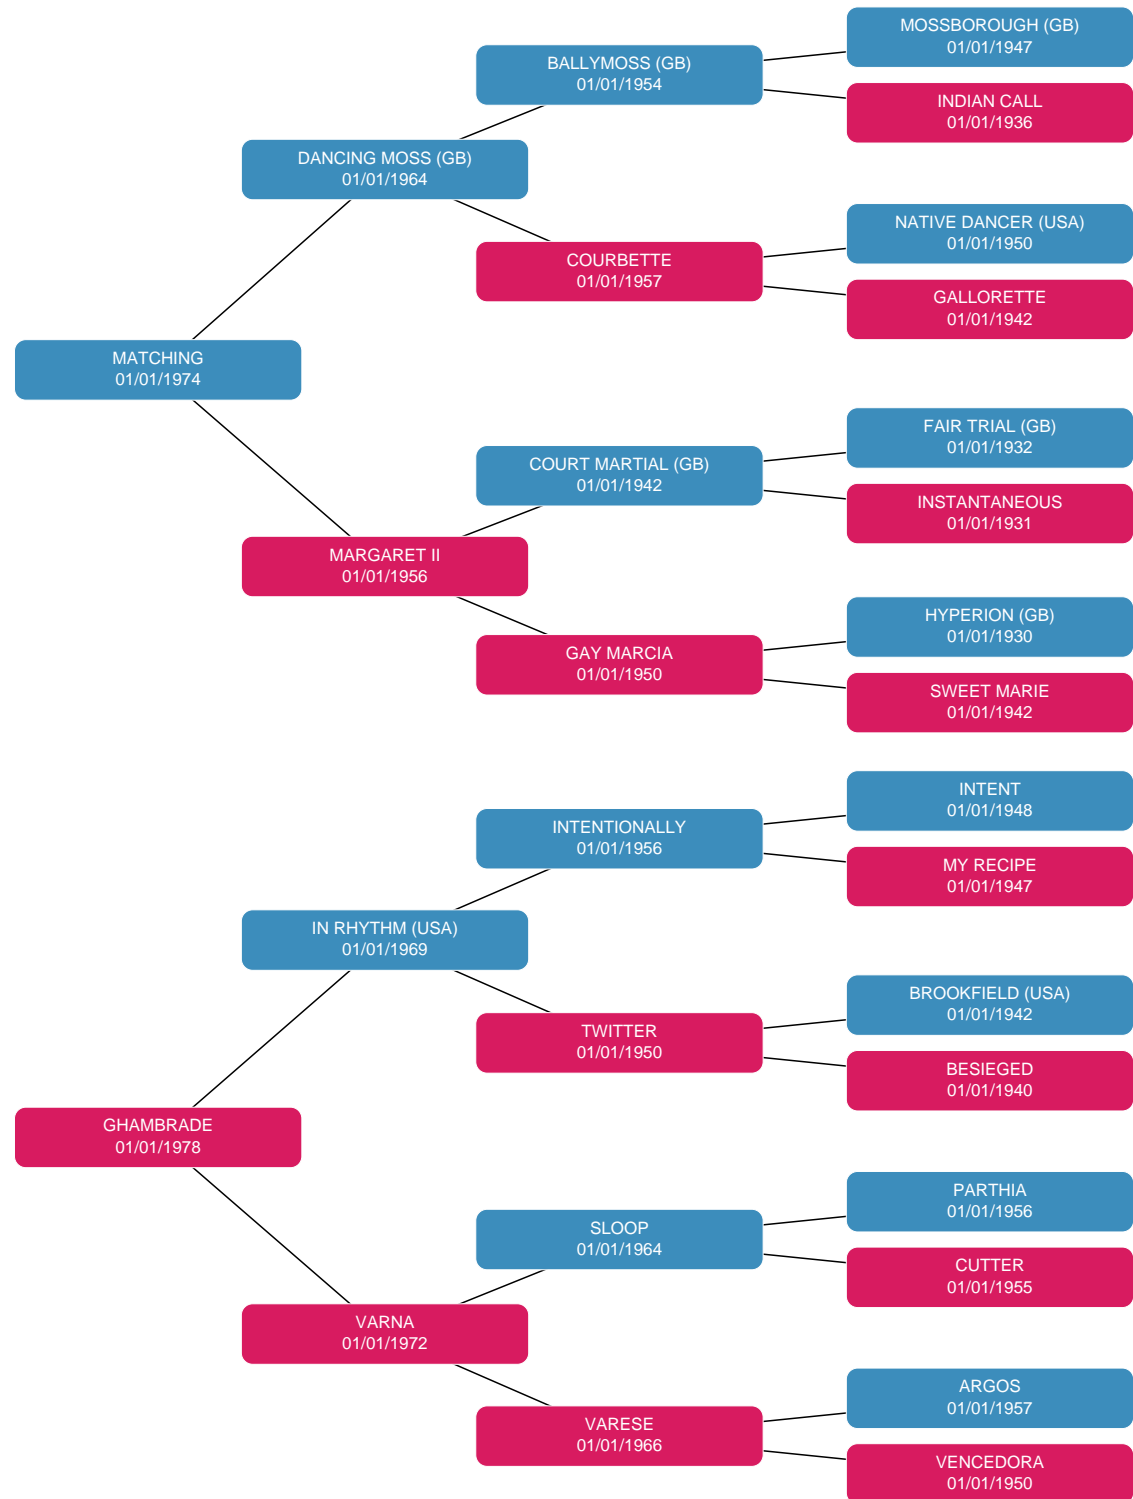 MOSSBOROUGH (GB)
01/01/1947
BALLYMOSS (GB)
01/01/1954
INDIAN CALL
01/01/1936
DANCING MOSS (GB)
01/01/1964
NATIVE DANCER (USA)
01/01/1950
COURBETTE
01/01/1957
GALLORETTE
01/01/1942
MATCHING
01/01/1974
FAIR TRIAL (GB)
01/01/1932
COURT MARTIAL (GB)
01/01/1942
INSTANTANEOUS
01/01/1931
MARGARET II
01/01/1956
HYPERION (GB)
01/01/1930
GAY MARCIA
01/01/1950
SWEET MARIE
01/01/1942
INTENT
01/01/1948
INTENTIONALLY
01/01/1956
MY RECIPE
01/01/1947
IN RHYTHM (USA)
01/01/1969
BROOKFIELD (USA)
01/01/1942
TWITTER
01/01/1950
BESIEGED
01/01/1940
GHAMBRADE
01/01/1978
PARTHIA
01/01/1956
SLOOP
01/01/1964
CUTTER
01/01/1955
VARNA
01/01/1972
ARGOS
01/01/1957
VARESE
01/01/1966
VENCEDORA
01/01/1950